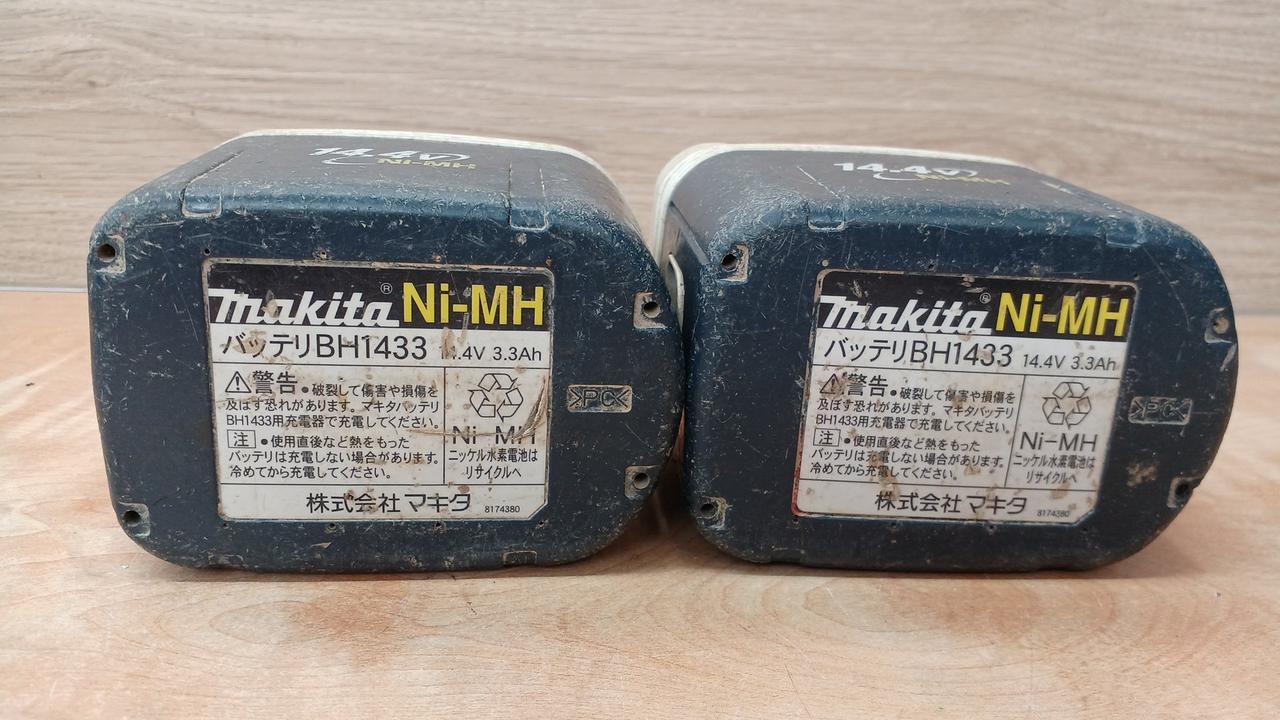 14.4V
Ni-MH
makita® Ni-MH
バッテリBH1433 14.4V 3.3Ah
⚠警告 ●破裂して傷害や損傷を
及ぼす恐れがあります。マキタバッテリ
BH1433用充電器で充電してください。
注 ●使用直後など熱をもった
バッテリは充電しない場合があります。
冷めてから充電してください。
Ni-MH
ニッケル水素電池は
リサイクルへ
株式会社 マキタ 8174380
>PC<
14.4V
Ni-MH
makita® Ni-MH
バッテリBH1433 14.4V 3.3Ah
⚠警告 ●破裂して傷害や損傷を
及ぼす恐れがあります。マキタバッテリ
BH1433用充電器で充電してください。
注 ●使用直後など熱をもった
バッテリは充電しない場合があります。
冷めてから充電してください。
Ni-MH
ニッケル水素電池は
リサイクルへ
株式会社 マキタ 8174380
>PC<